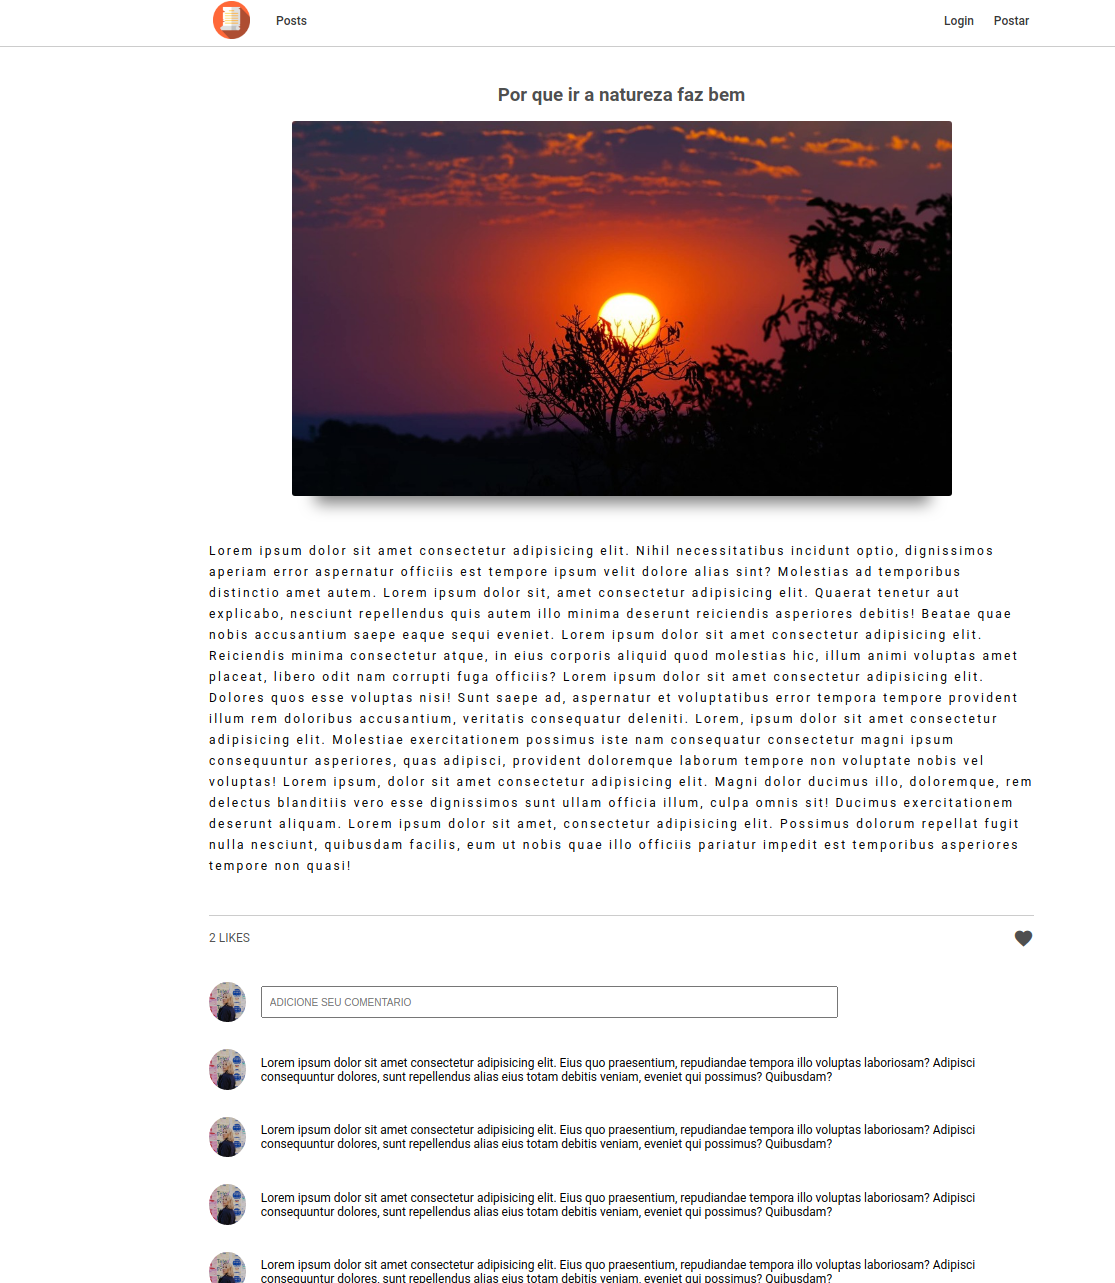 Posts
Login
Postar
Por que ir a natureza faz bem
Lorem ipsum dolor sit amet consectetur adipisicing elit. Nihil necessitatibus incidunt optio, dignissimos
aperiam error aspernatur officiis est tempore ipsum velit dolore alias sint? Molestias ad temporibus
distinctio amet autem. Lorem ipsum dolor sit, amet consectetur adipisicing elit. Quaerat tenetur aut
explicabo, nesciunt repellendus quis autem illo minima deserunt reiciendis asperiores debitis! Beatae quae
nobis accusantium saepe eaque sequi eveniet. Lorem ipsum dolor sit amet consectetur adipisicing elit.
Reiciendis minima consectetur atque, in eius corporis aliquid quod molestias hic, illum animi voluptas amet
placeat, libero odit nam corrupti fuga officiis? Lorem ipsum dolor sit amet consectetur adipisicing elit.
Dolores quos esse voluptas nisi! Sunt saepe ad, aspernatur et voluptatibus error tempora tempore provident
illum rem doloribus accusantium, veritatis consequatur deleniti. Lorem, ipsum dolor sit amet consectetur
adipisicing elit. Molestiae exercitationem possimus iste nam consequatur consectetur magni ipsum
consequuntur asperiores, quas adipisci, provident doloremque laborum tempore non voluptate nobis vel
voluptas! Lorem ipsum, dolor sit amet consectetur adipisicing elit. Magni dolor ducimus illo, doloremque, rem
delectus blanditiis vero esse dignissimos sunt ullam officia illum, culpa omnis sit! Ducimus exercitationem
deserunt aliquam. Lorem ipsum dolor sit amet, consectetur adipisicing elit. Possimus dolorum repellat fugit
nulla nesciunt, quibusdam facilis, eum ut nobis quae illo officiis pariatur impedit est temporibus asperiores
tempore non quasi!
2 LIKES
ADICIONE SEU COMENTARIO
Lorem ipsum dolor sit amet consectetur adipisicing elit. Eius quo praesentium, repudiandae tempora illo voluptas laboriosam? Adipisci
consequuntur dolores, sunt repellendus alias eius totam debitis veniam, eveniet qui possimus? Quibusdam?
Lorem ipsum dolor sit amet consectetur adipisicing elit. Eius quo praesentium, repudiandae tempora illo voluptas laboriosam? Adipisci
consequuntur dolores, sunt repellendus alias eius totam debitis veniam, eveniet qui possimus? Quibusdam?
Lorem ipsum dolor sit amet consectetur adipisicing elit. Eius quo praesentium, repudiandae tempora illo voluptas laboriosam? Adipisci
consequuntur dolores, sunt repellendus alias eius totam debitis veniam, eveniet qui possimus? Quibusdam?
Lorem ipsum dolor sit amet consectetur adipisicing elit. Eius quo praesentium, repudiandae tempora illo voluptas laboriosam? Adipisci
consequuntur dolores, sunt repellendus alias eius totam debitis veniam, eveniet qui possimus? Quibusdam?